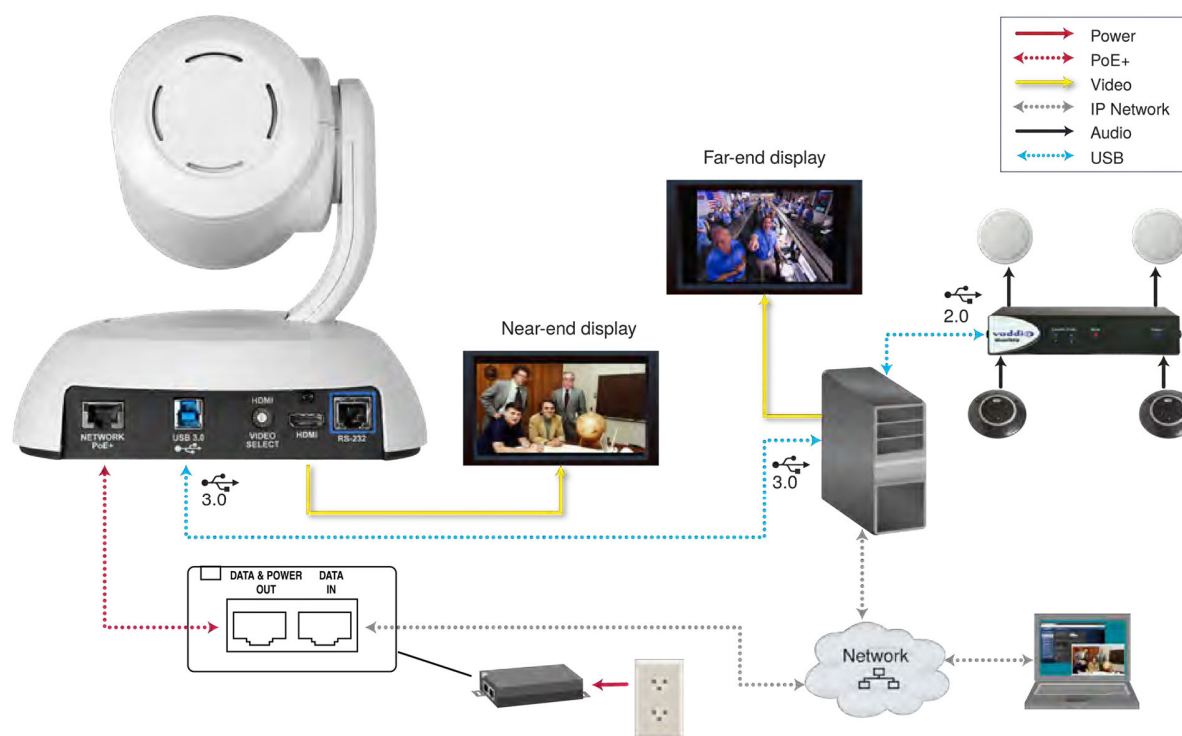 Power
PoE+
Video
IP Network
Audio
USB
Far-end display
Near-end display
2.0
vaddio
HDMI
NETWORK
PoE+
USB 3.0
VIDEO
SELECT
HDMI
RS-232
3.0
3.0
DATA & POWER
OUT
DATA
IN
Network